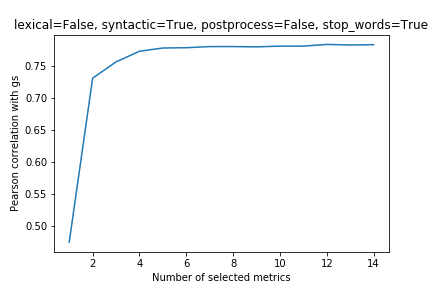 lexical=False, syntactic=True, postprocess=False, stop_words=True
Pearson correlation with gs
0.75
0.70
0.65
0.60
0.55
0.50
2 4 6 8 10 12 14
Number of selected metrics